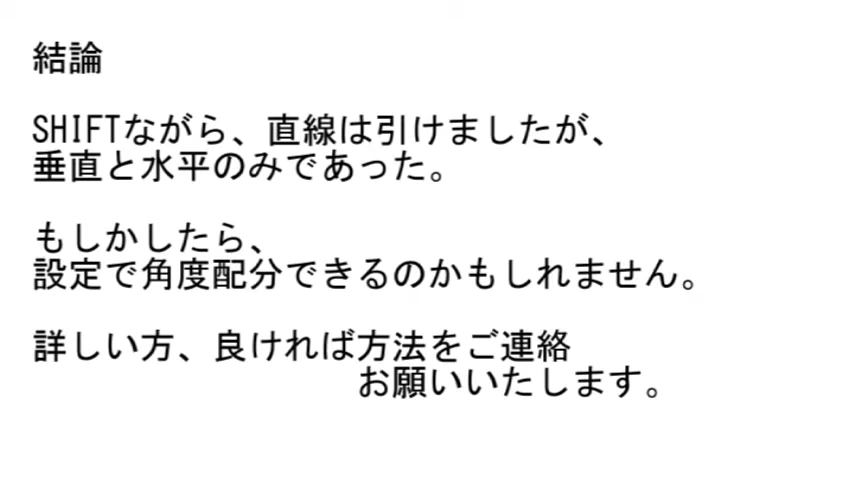 結論
SHIFTながら、直線は引けましたが、
垂直と水平のみであった。
もしかしたら、
設定で角度配分できるのかもしれません。
詳しい方、良ければ方法をご連絡
お願いいたします。